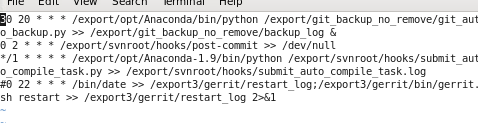 File Edit View Search Terminal Help
30 20 * * * /export/opt/Anaconda/bin/python /export/git_backup_no_remove/git_aut
o_backup.py >> /export/git_backup_no_remove/backup_log &
0 2 * * * /export/svnroot/hooks/post-commit >> /dev/null
*/1 * * * * /export/opt/Anaconda-1.9/bin/python /export/svnroot/hooks/submit_aut
o_compile_task.py >> /export/svnroot/hooks/submit_auto_compile_task.log
#0 22 * * * /bin/date >> /export3/gerrit/restart_log;/export3/gerrit/bin/gerrit.
sh restart >> /export3/gerrit/restart_log 2>&1
~
~